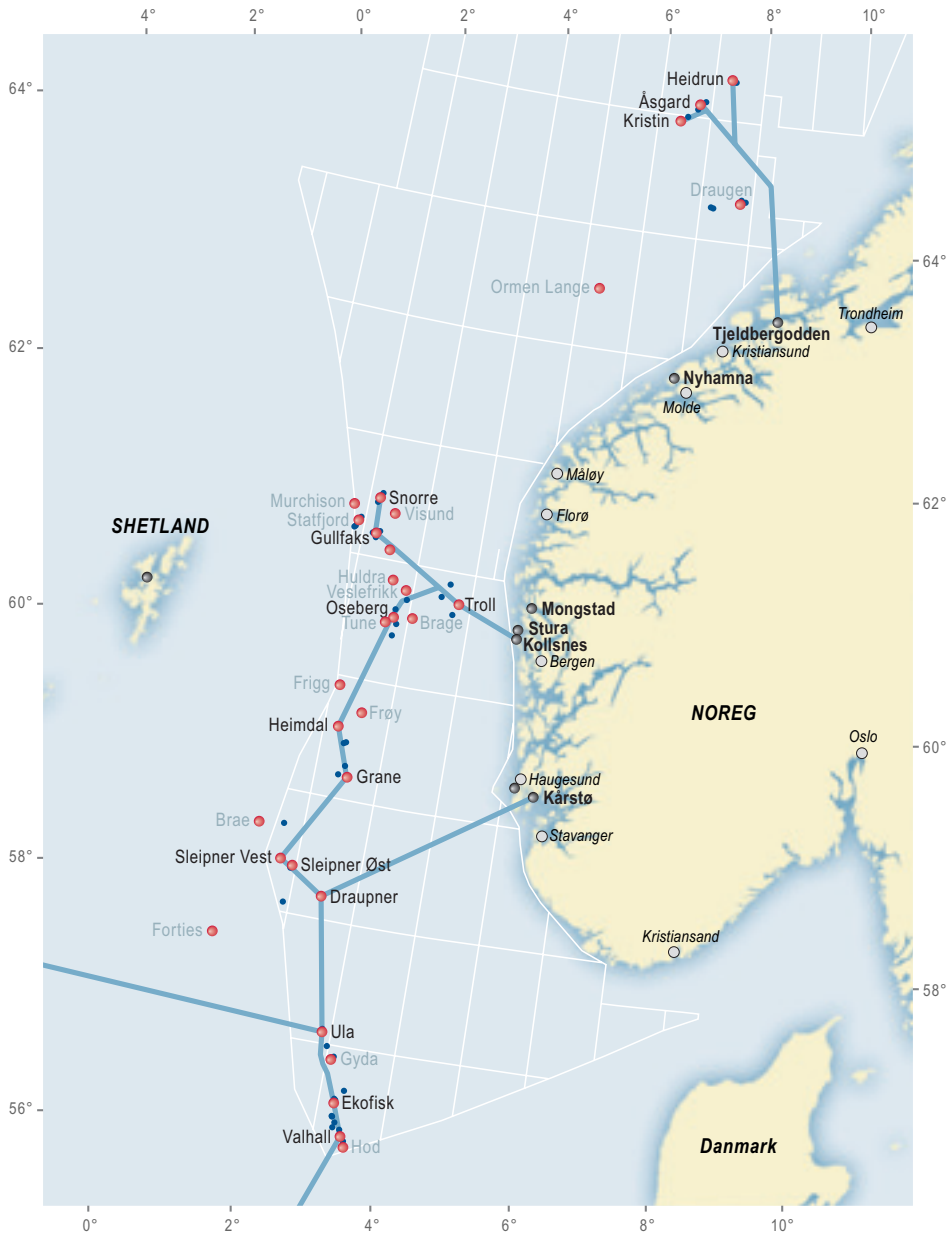 4°
2°
0°
2°
4°
6°
8°
10°
64°
Heidrun
Åsgard
Kristin
Draugen
64°
Ormen Lange
Trondheim
Tjeldbergodden
62°
Kristiansund
Nyhamna
Molde
Måløy
Snorre
Murchison
62°
Visund
Statfjord
Florø
SHETLAND
Gullfaks
Huldra
Veslefrikk
60°
Oseberg
Troll
Mongstad
Tune
Brage
Stura
Kollsnes
Bergen
Frigg
Frøy
NOREG
Heimdal
Oslo
60°
Grane
Haugesund
Kårstø
Brae
Stavanger
58°
Sleipner Vest
Sleipner Øst
Draupner
Forties
Kristiansand
58°
Ula
Gyda
56°
Ekofisk
Valhall
Hod
Danmark
0°
2°
4°
6°
8°
10°